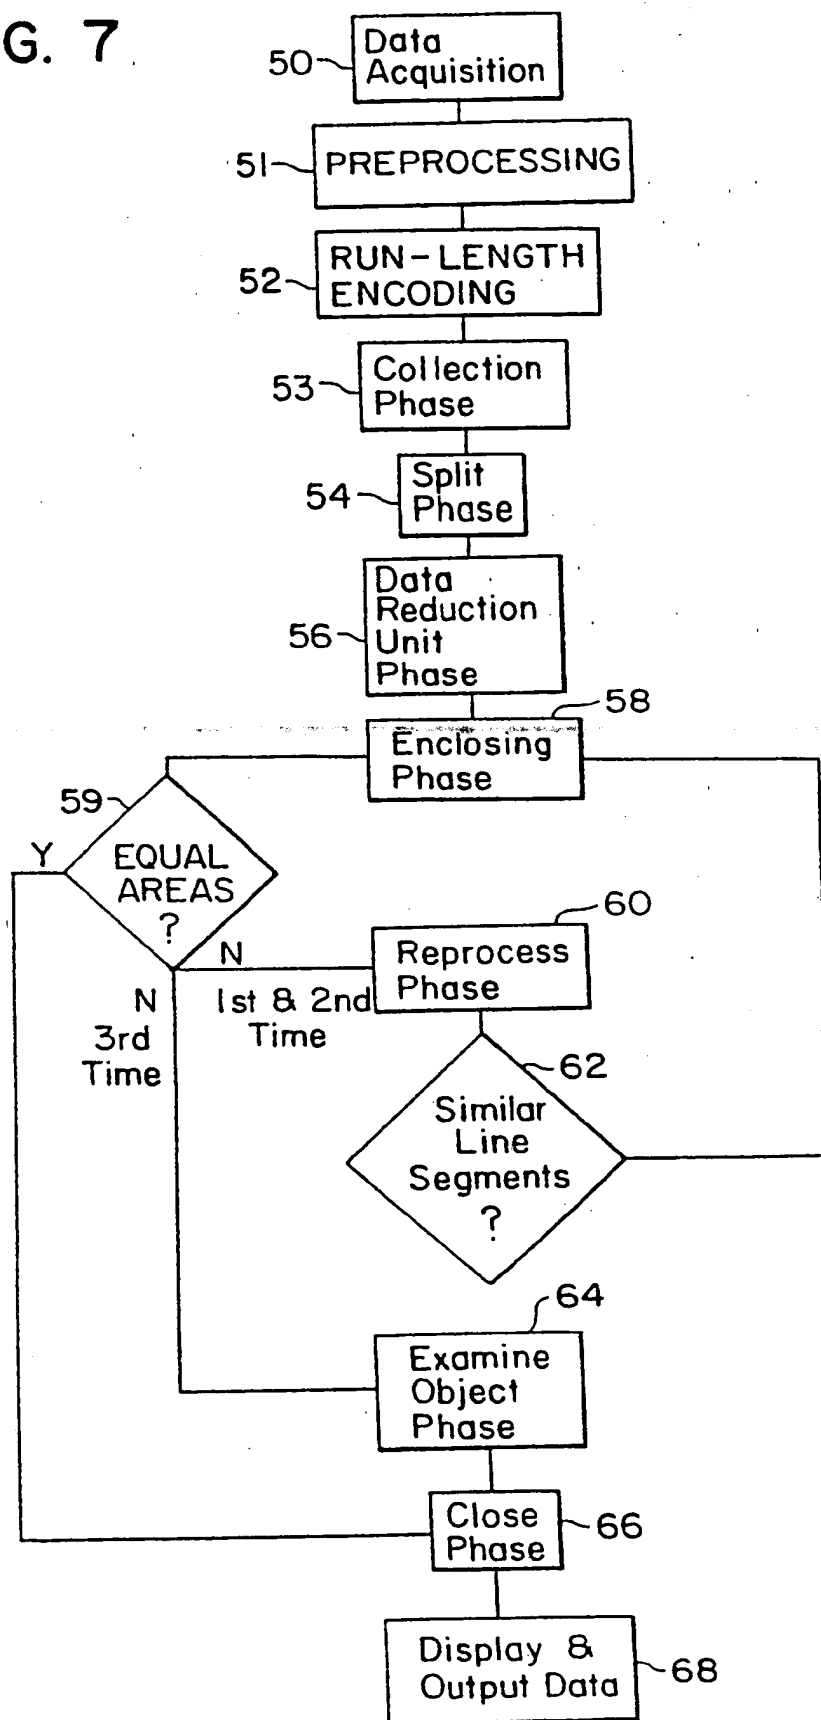 G. 7
50
Data
Acquisition
51
PREPROCESSING
52
RUN-LENGTH
ENCODING
53
Collection
Phase
54
Split
Phase
56
Data
Reduction
Unit
Phase
58
Enclosing
Phase
59
Y
EQUAL
AREAS
?
N
N
3rd
Time
1st & 2nd
Time
60
Reprocess
Phase
62
Similar
Line
Segments
?
64
Examine
Object
Phase
66
Close
Phase
68
Display &
Output Data